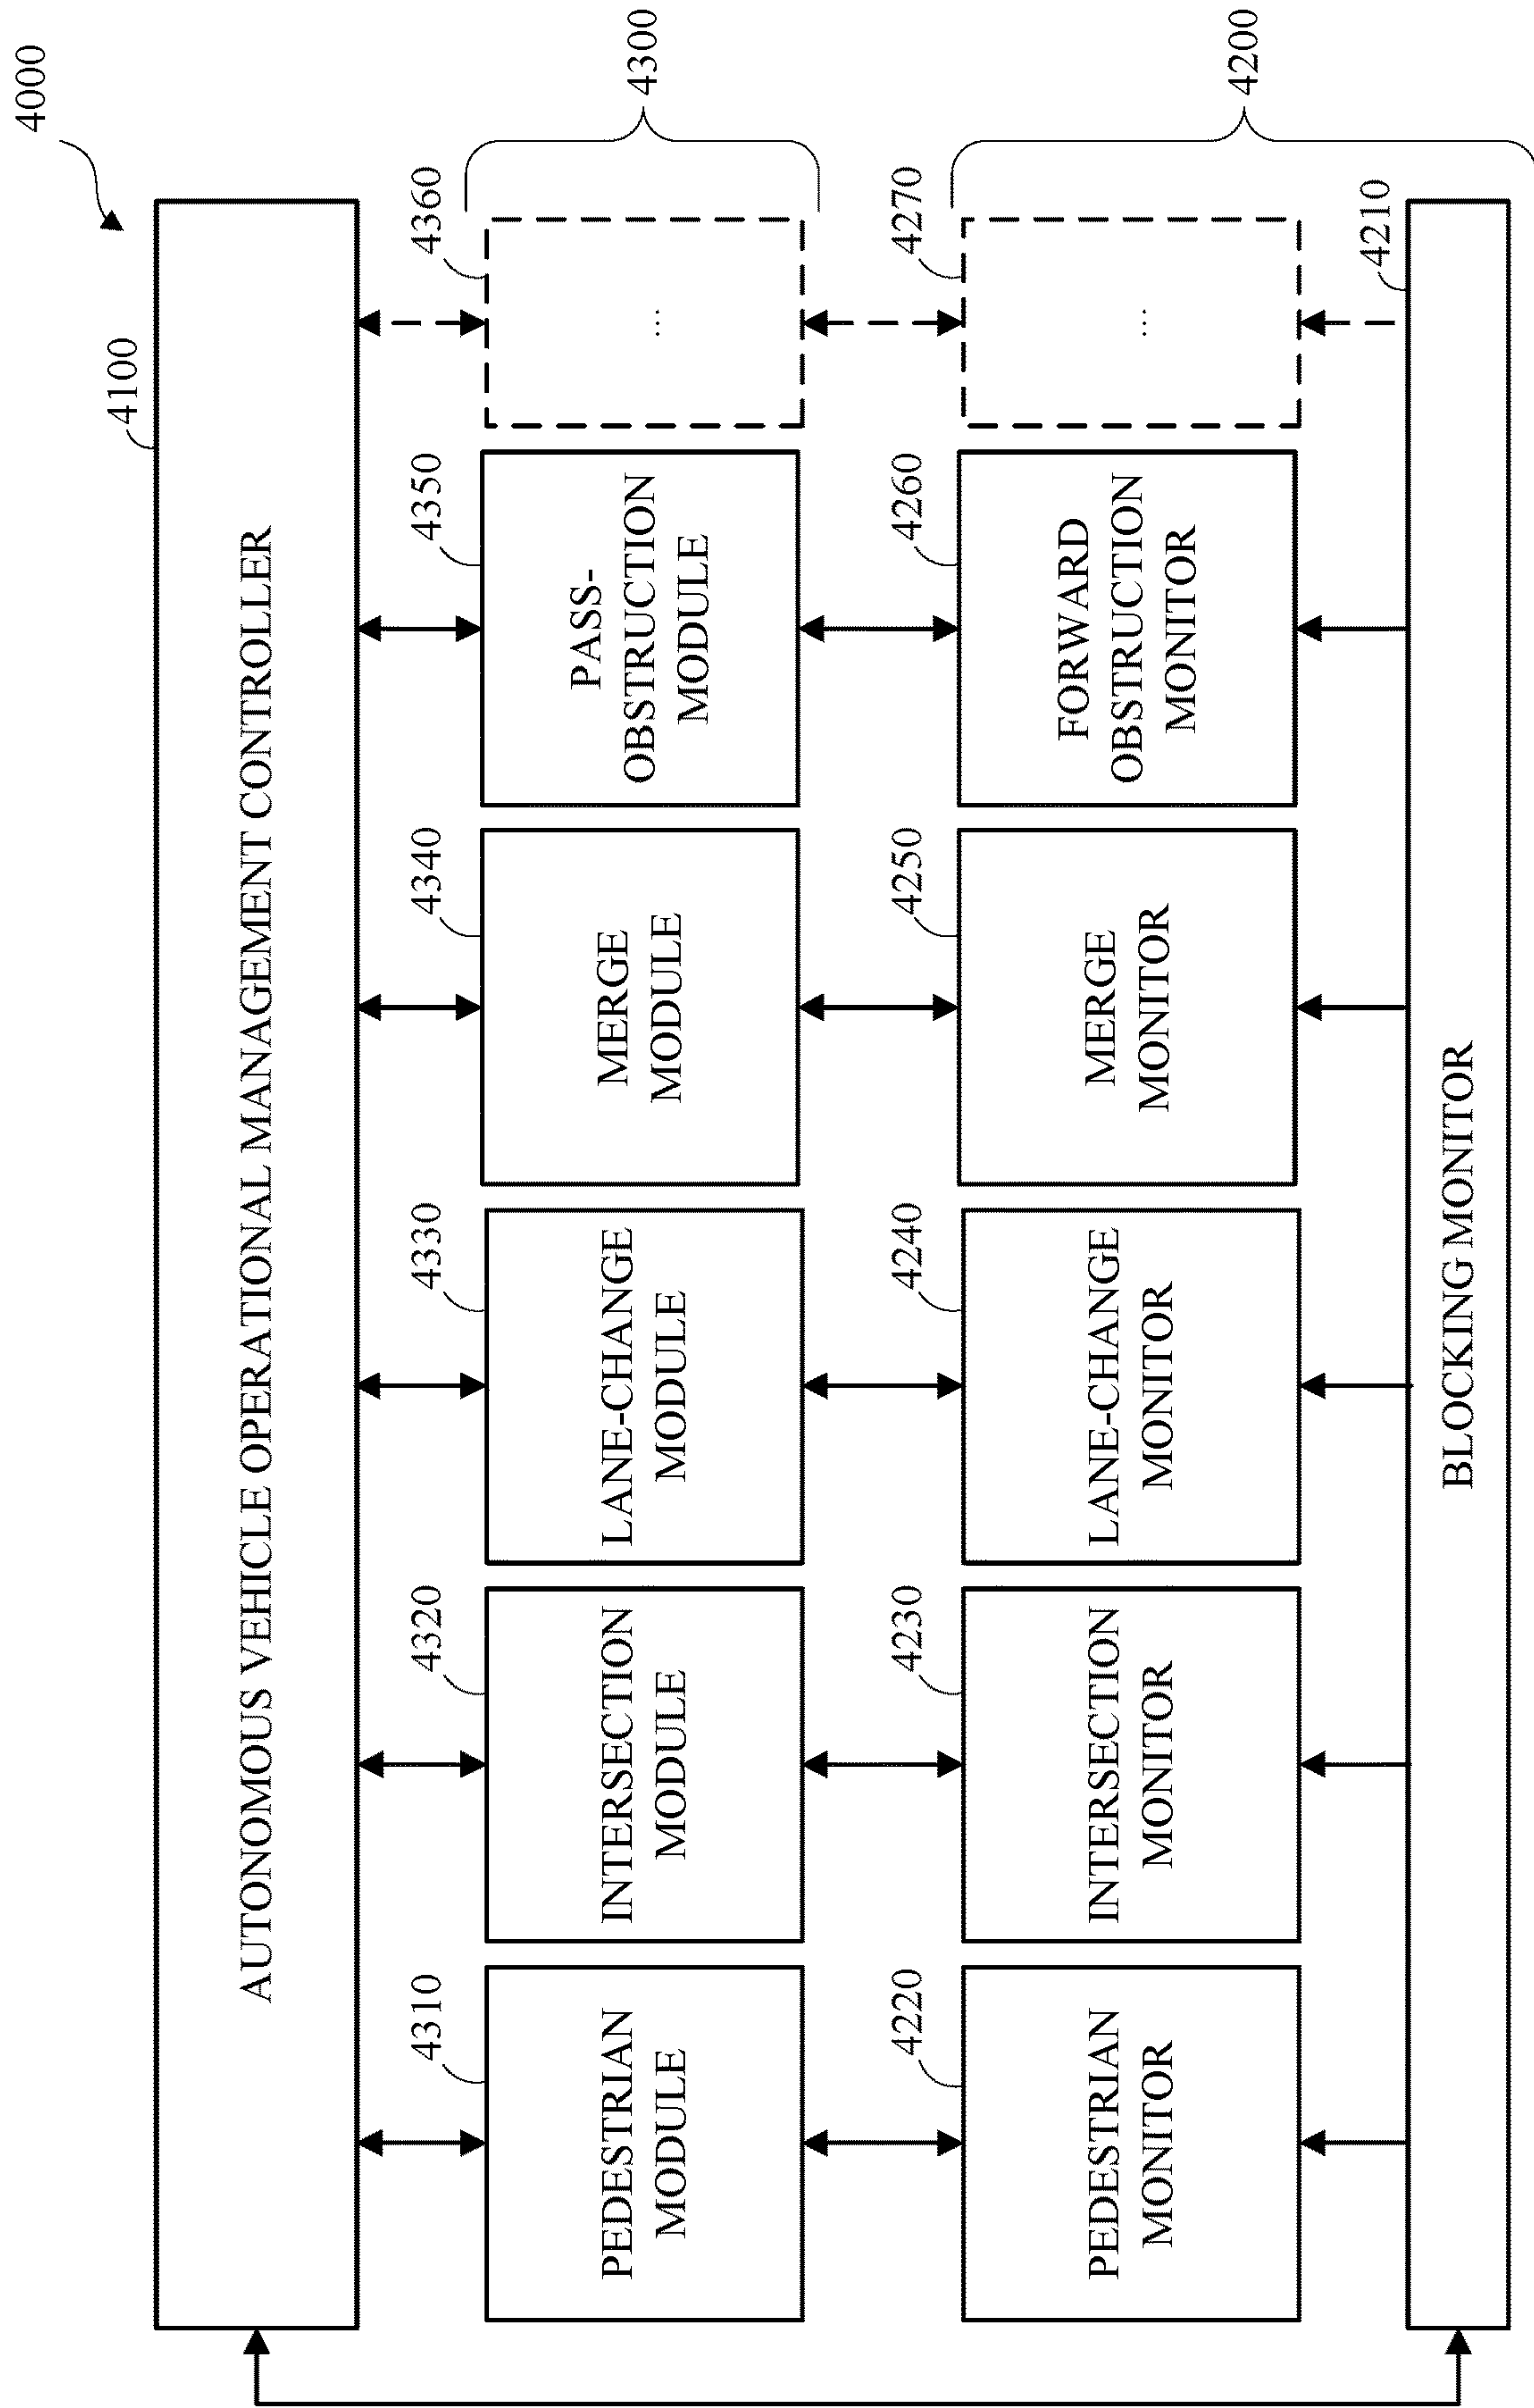 4000
4100
AUTONOMOUS VEHICLE OPERATIONAL MANAGEMENT CONTROLLER
4300
4310
PEDESTRIAN
MODULE
4320
INTERSECTION
MODULE
4330
LANE-CHANGE
MODULE
4340
MERGE
MODULE
4350
PASS-
OBSTRUCTION
MODULE
4360
...
4200
4220
PEDESTRIAN
MONITOR
4230
INTERSECTION
MONITOR
4240
LANE-CHANGE
MONITOR
4250
MERGE
MONITOR
4260
FORWARD
OBSTRUCTION
MONITOR
4270
...
4210
BLOCKING MONITOR